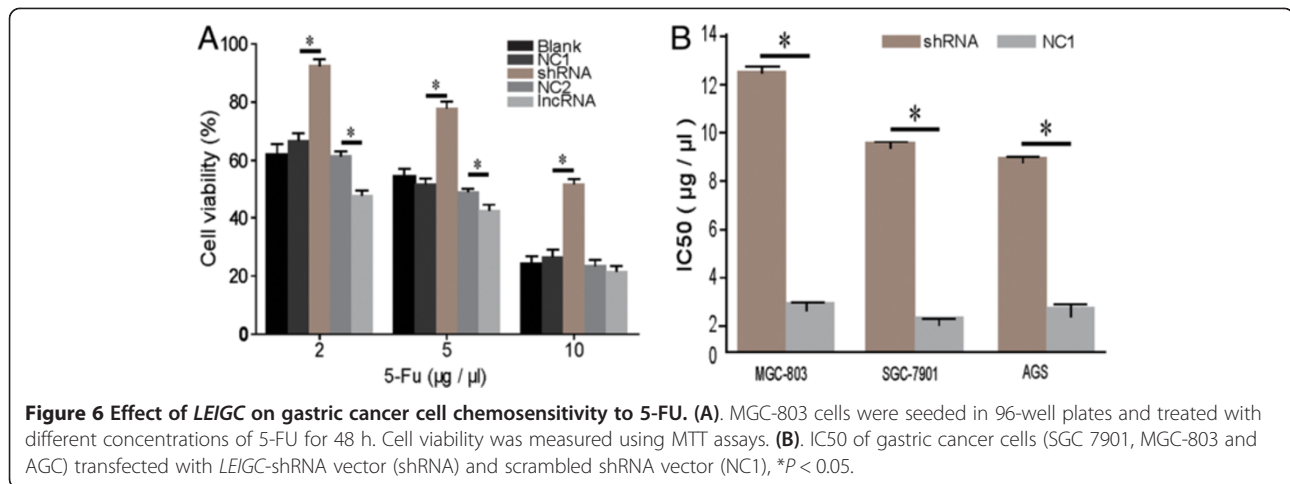 A
B
100
80
60
40
20
0
Cell viability (%)
*
*
*
*
*
Blank
NC1
shRNA
NC2
lncRNA
2
5
10
5-Fu (µg / µl)
14
12
10
8
6
4
2
0
IC50 ( µg / µl)
shRNA
NC1
*
*
*
MGC-803
SGC-7901
AGS
Figure 6 Effect of LEIGC on gastric cancer cell chemosensitivity to 5-FU. (A). MGC-803 cells were seeded in 96-well plates and treated with
different concentrations of 5-FU for 48 h. Cell viability was measured using MTT assays. (B). IC50 of gastric cancer cells (SGC 7901, MGC-803 and
AGC) transfected with LEIGC-shRNA vector (shRNA) and scrambled shRNA vector (NC1), *P < 0.05.